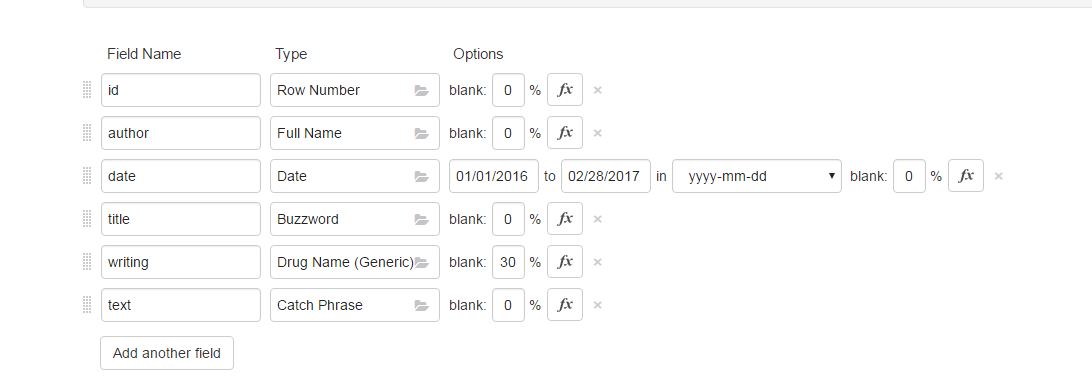 Field Name Type Options
id Row Number blank: 0 % fx ×
author Full Name blank: 0 % fx ×
date Date 01/01/2016 to 02/28/2017 in yyyy-mm-dd blank: 0 % fx ×
title Buzzword blank: 0 % fx ×
writing Drug Name (Generic) blank: 30 % fx ×
text Catch Phrase blank: 0 % fx ×
Add another field